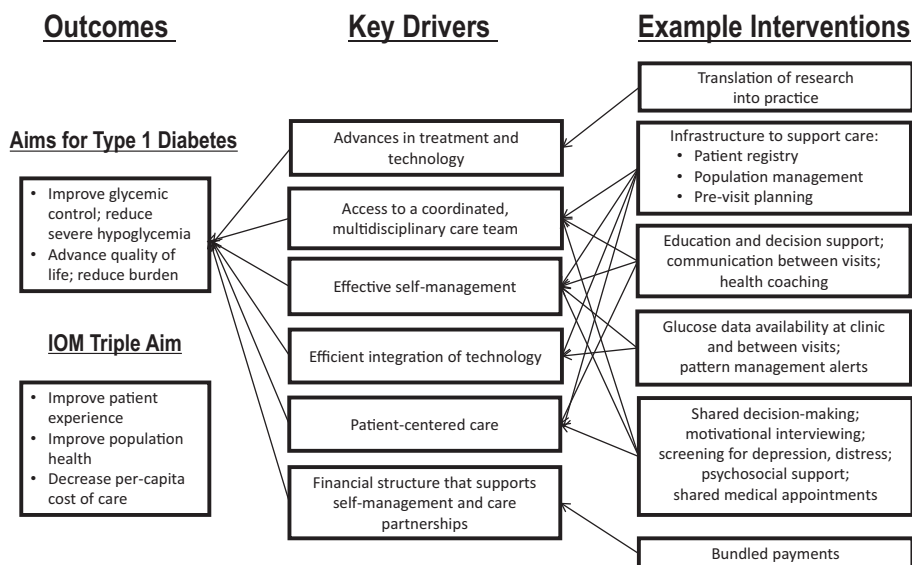 Outcomes
Key Drivers
Example Interventions
Aims for Type 1 Diabetes
• Improve glycemic
control; reduce
severe hypoglycemia
• Advance quality of
life; reduce burden
IOM Triple Aim
• Improve patient
experience
• Improve population
health
• Decrease per-capita
cost of care
Advances in treatment and
technology
Access to a coordinated,
multidisciplinary care team
Effective self-management
Efficient integration of technology
Patient-centered care
Financial structure that supports
self-management and care
partnerships
Translation of research
into practice
Infrastructure to support care:
• Patient registry
• Population management
• Pre-visit planning
Education and decision support;
communication between visits;
health coaching
Glucose data availability at clinic
and between visits;
pattern management alerts
Shared decision-making;
motivational interviewing;
screening for depression, distress;
psychosocial support;
shared medical appointments
Bundled payments